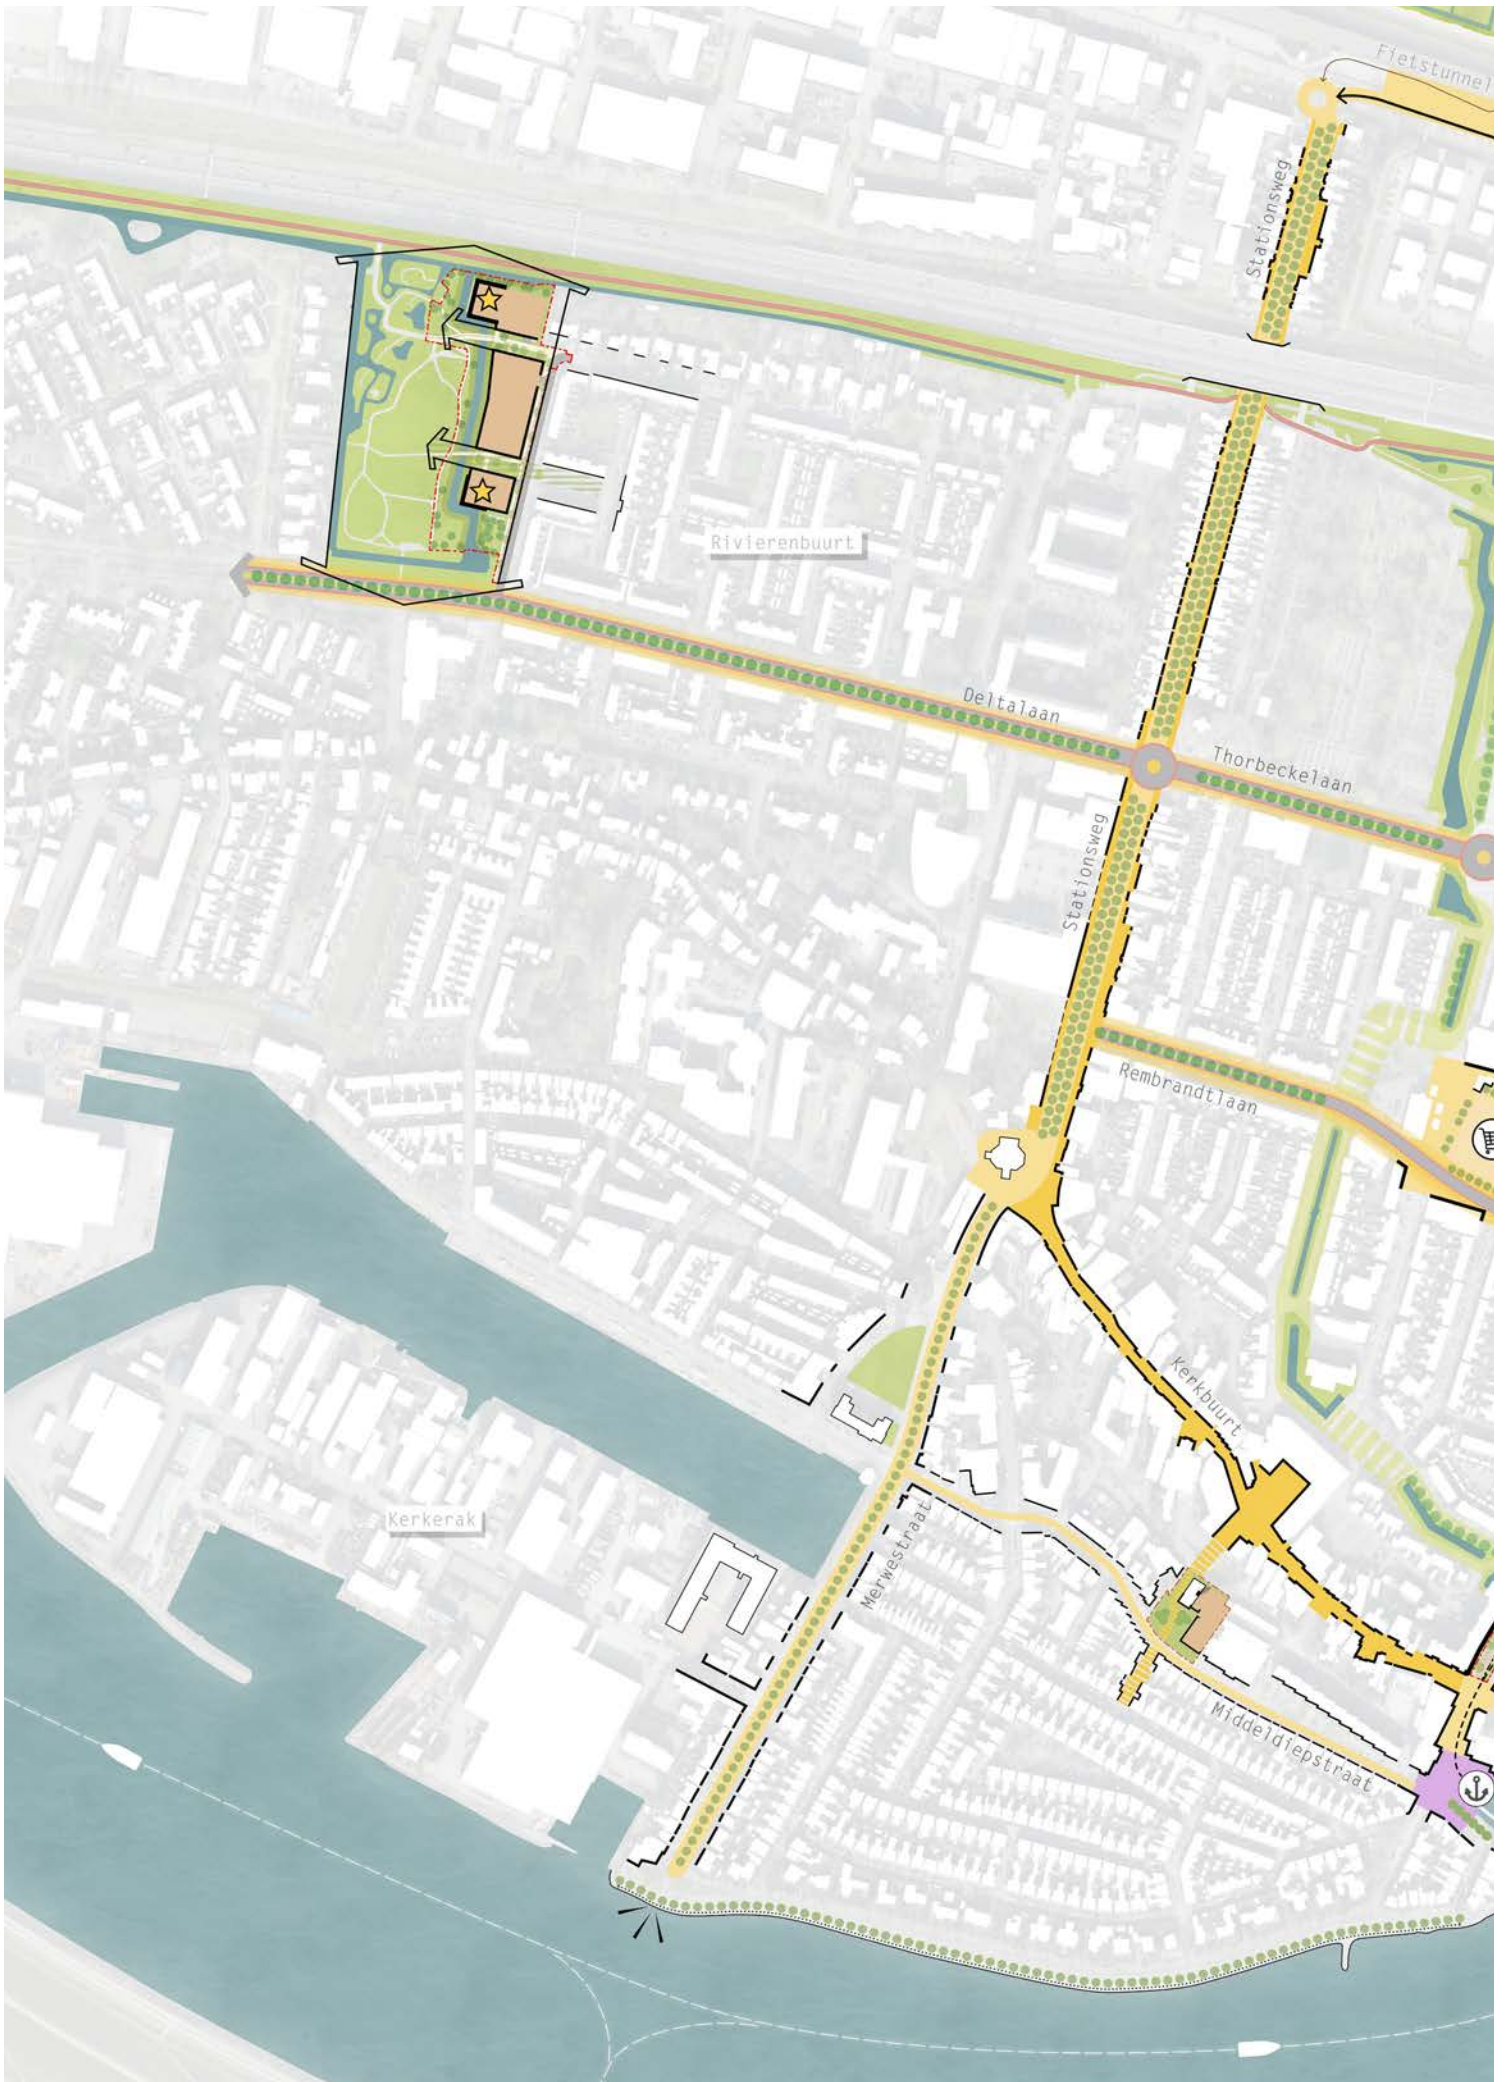 Fietstunnel
Stationsweg
Rivierenbuurt
Deltalaan
Thorbeckelaan
Stationsweg
Rembrandtlaan
Kerkbuurt
Kerkerak
Merwestraat
Middeldiepstraat